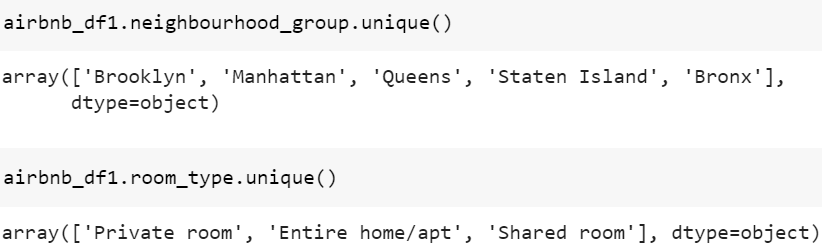 airbnb_df1.neighbourhood_group.unique()
array(['Brooklyn', 'Manhattan', 'Queens', 'Staten Island', 'Bronx'],
dtype=object)
airbnb_df1.room_type.unique()
array(['Private room', 'Entire home/apt', 'Shared room'], dtype=object)